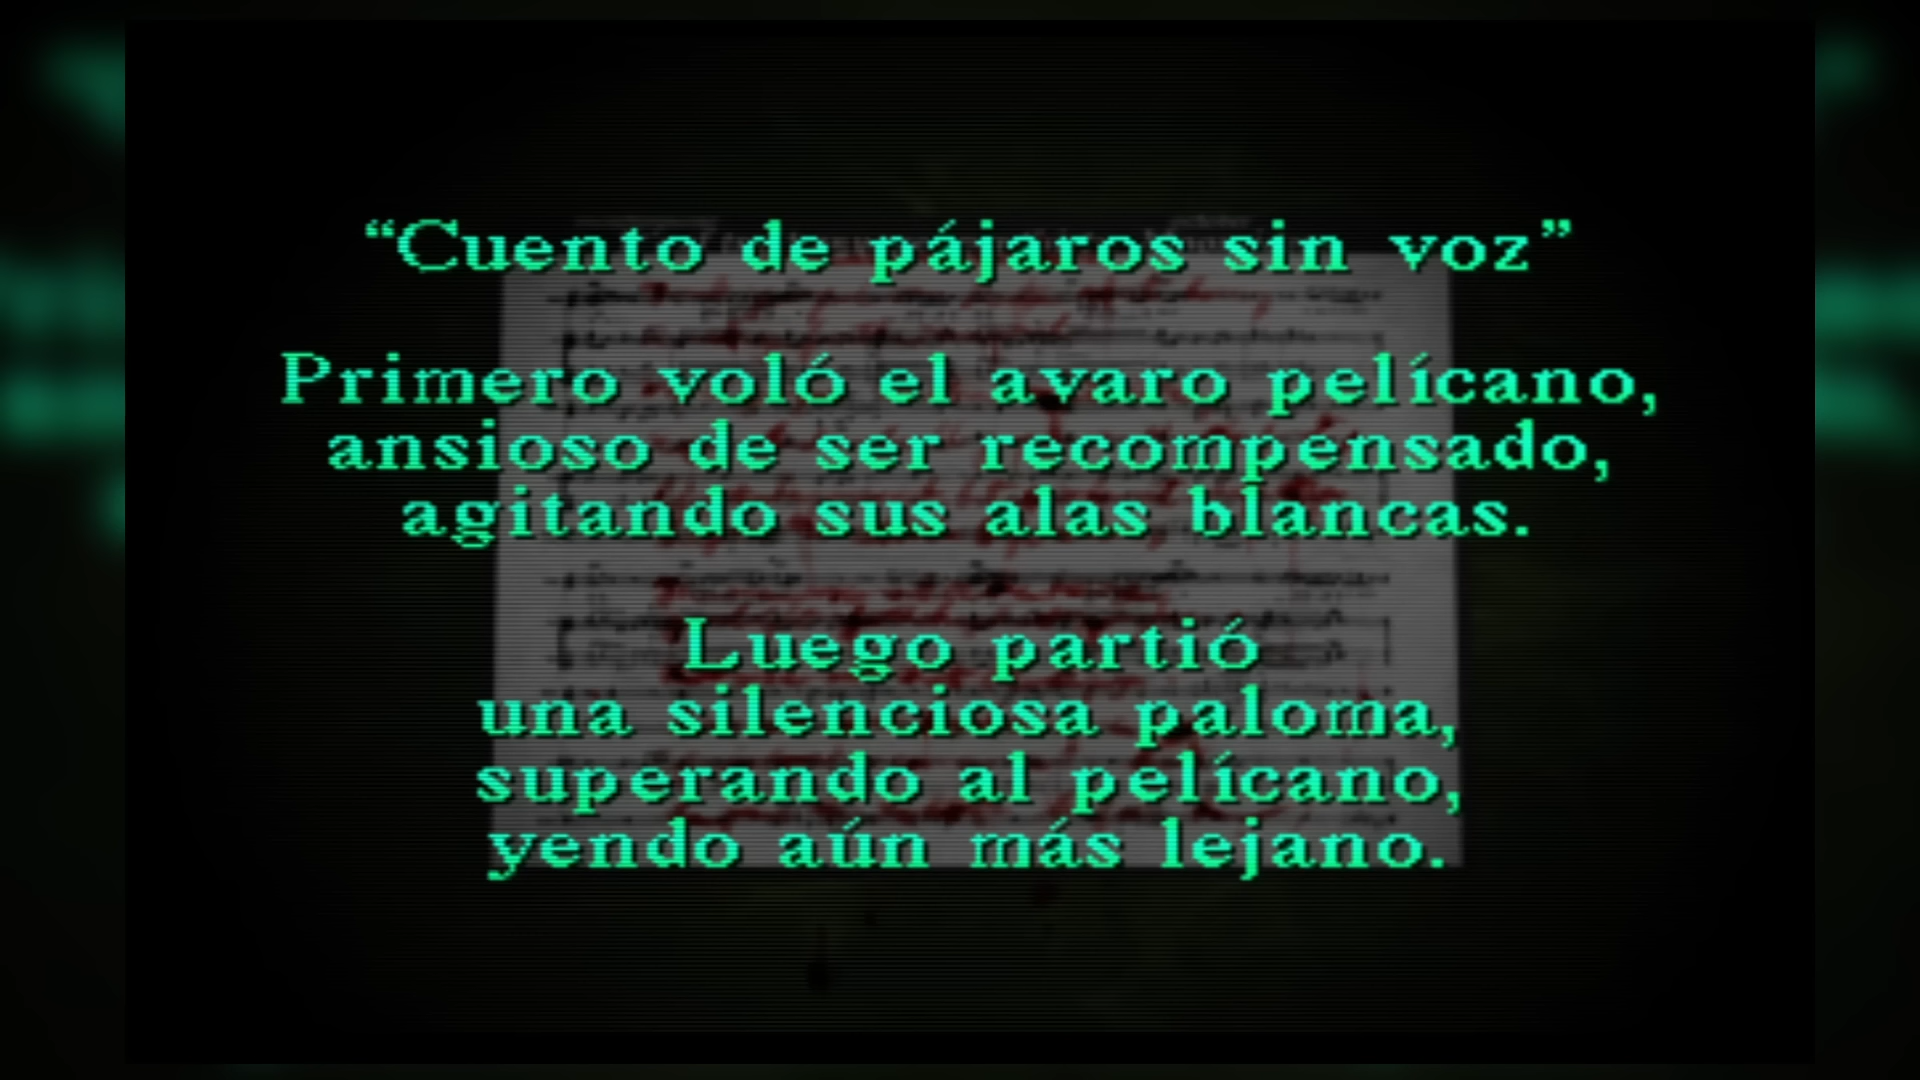 “Cuento de pájaros sin voz”
Primero voló el avaro pelícano,
ansioso de ser recompensado,
agitando sus alas blancas.
Luego partió
una silenciosa paloma,
superando al pelícano,
yendo aún más lejano.